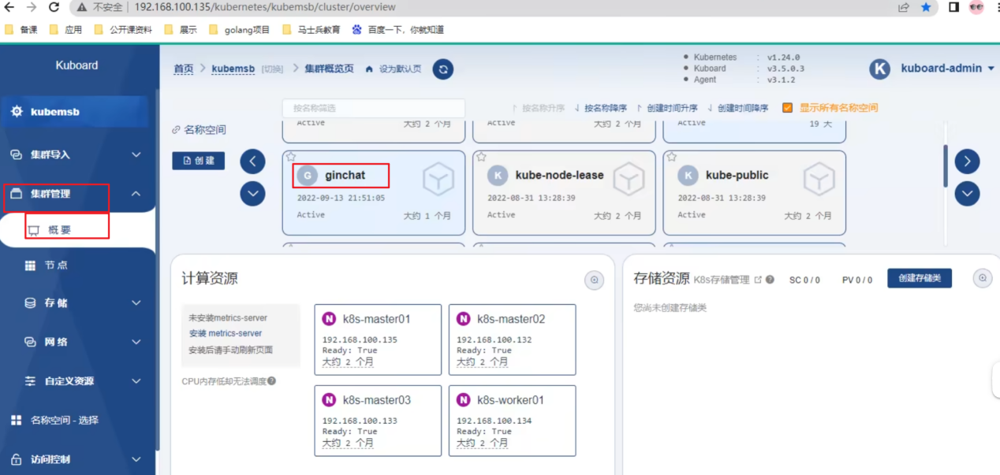 不安全 | 192.168.100.135/kubernetes/kubemsb/cluster/overview
备课 应用 公开课资料 展示 golang项目 马士兵教育 百度一下，你就知道
Kuboard
首页 > kubemsb [切换] > 集群概览页 设为默认页
Kubernetes : v1.24.0
Kuboard : v3.5.0.3
Agent : v3.1.2
K kuboard-admin
kubemsb
集群导入
集群管理
概要
节点
存储
网络
自定义资源
名称空间 - 选择
访问控制
按名称筛选
按名称升序 按名称降序 创建时间升序 创建时间降序 显示所有名称空间
名称空间
创建
Active 大约 2 个月
Active 大约 2 个月
Active 19 天
G ginchat
2022-09-13 21:51:05
Active 大约 1 个月
K kube-node-lease
2022-08-31 13:28:39
Active 大约 2 个月
K kube-public
2022-08-31 13:28:39
Active 大约 2 个月
计算资源
未安装metrics-server
安装 metrics-server
安装后请手动刷新页面
CPU内存低却无法调度
N k8s-master01
192.168.100.135
Ready: True
大约 2 个月
N k8s-master02
192.168.100.132
Ready: True
大约 2 个月
N k8s-master03
192.168.100.133
Ready: True
大约 2 个月
N k8s-worker01
192.168.100.134
Ready: True
大约 2 个月
存储资源 K8s存储管理 SC 0 / 0 PV 0 / 0 创建存储类
您尚未创建存储类